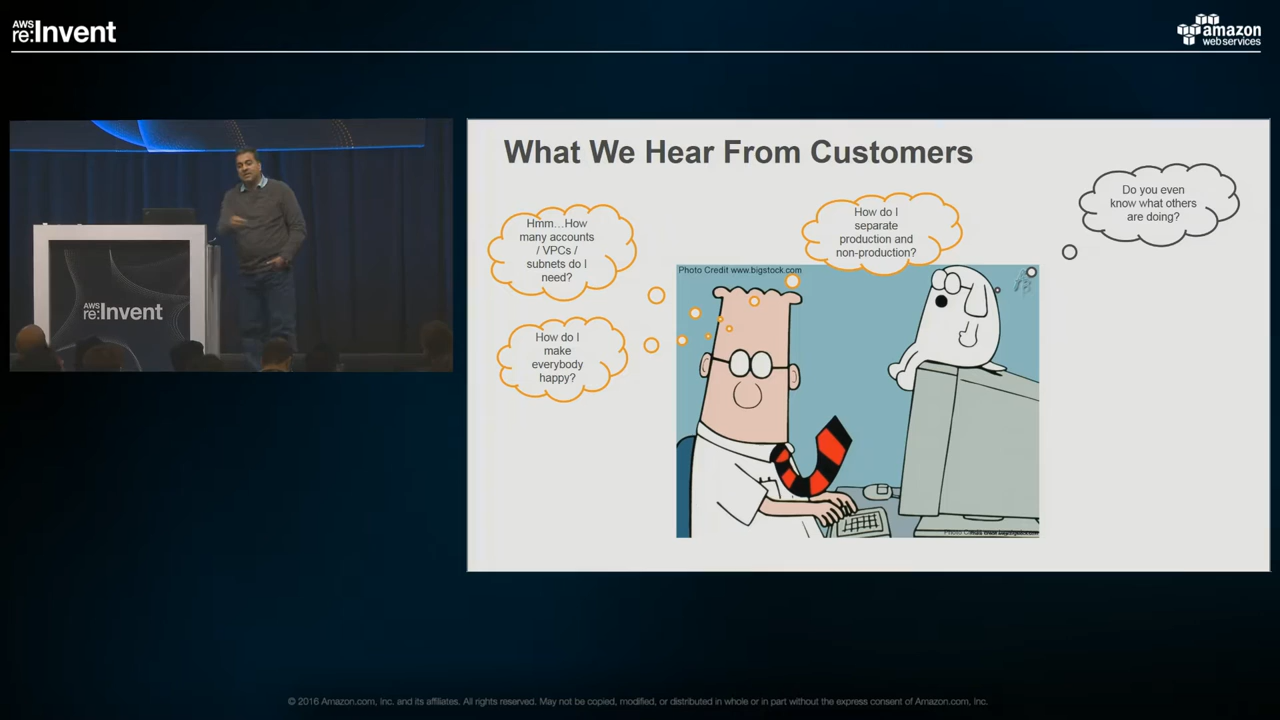 AWS
re:Invent
amazon
web services
What We Hear From Customers
Do you even
know what others
are doing?
Hmm…How
many accounts
/ VPCs /
subnets do I
need?
How do I
separate
production and
non-production?
How do I
make
everybody
happy?
Photo Credit www.bigstock.com
AWS
re:Invent
© 2016 Amazon.com, Inc. and its affiliates. All rights reserved. May not be copied, modified, or distributed in whole or in part without the express consent of Amazon.com, Inc.